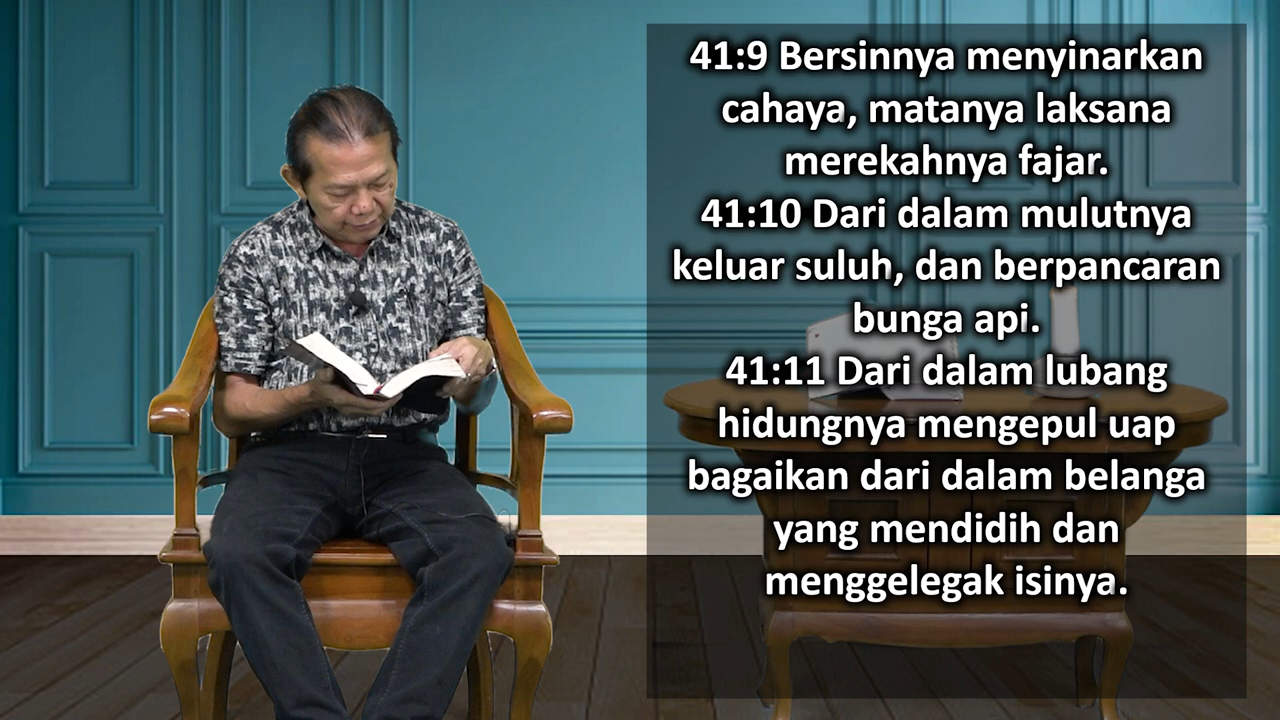 41:9 Bersinnya menyinarkan
cahaya, matanya laksana
merekahnya fajar.
41:10 Dari dalam mulutnya
keluar suluh, dan berpancaran
bunga api.
41:11 Dari dalam lubang
hidungnya mengepul uap
bagaikan dari dalam belanga
yang mendidih dan
menggelegak isinya.